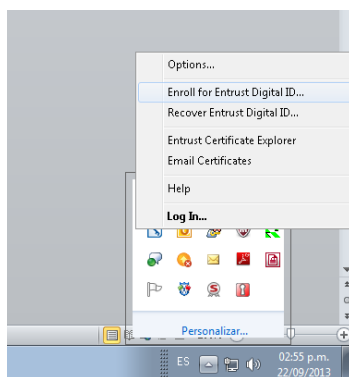 Options...
Enroll for Entrust Digital ID...
Recover Entrust Digital ID...
Entrust Certificate Explorer
Email Certificates
Help
Log In...
Personalizar...
ES
02:55 p.m.
22/09/2013